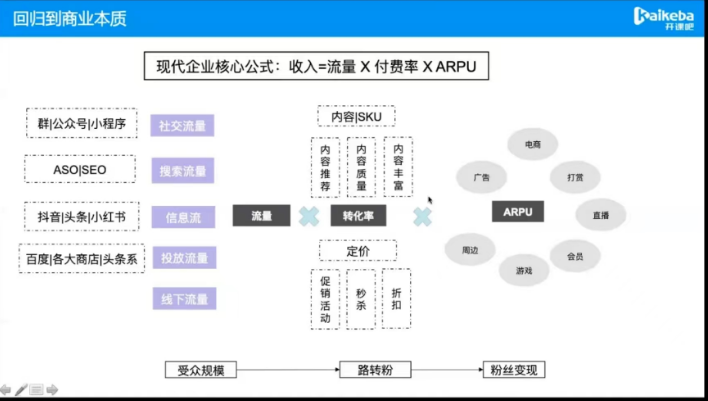 回归到商业本质
Kaikeba
开课吧
现代企业核心公式：收入=流量 X 付费率 X ARPU
群|公众号|小程序
社交流量
ASO|SEO
搜索流量
抖音|头条|小红书
信息流
百度|各大商店|头条系
投放流量
线下流量
流量
内容|SKU
内容推荐
内容质量
内容丰富
转化率
定价
促销活动
秒杀
折扣
ARPU
电商
广告
打赏
直播
周边
会员
游戏
受众规模
路转粉
粉丝变现